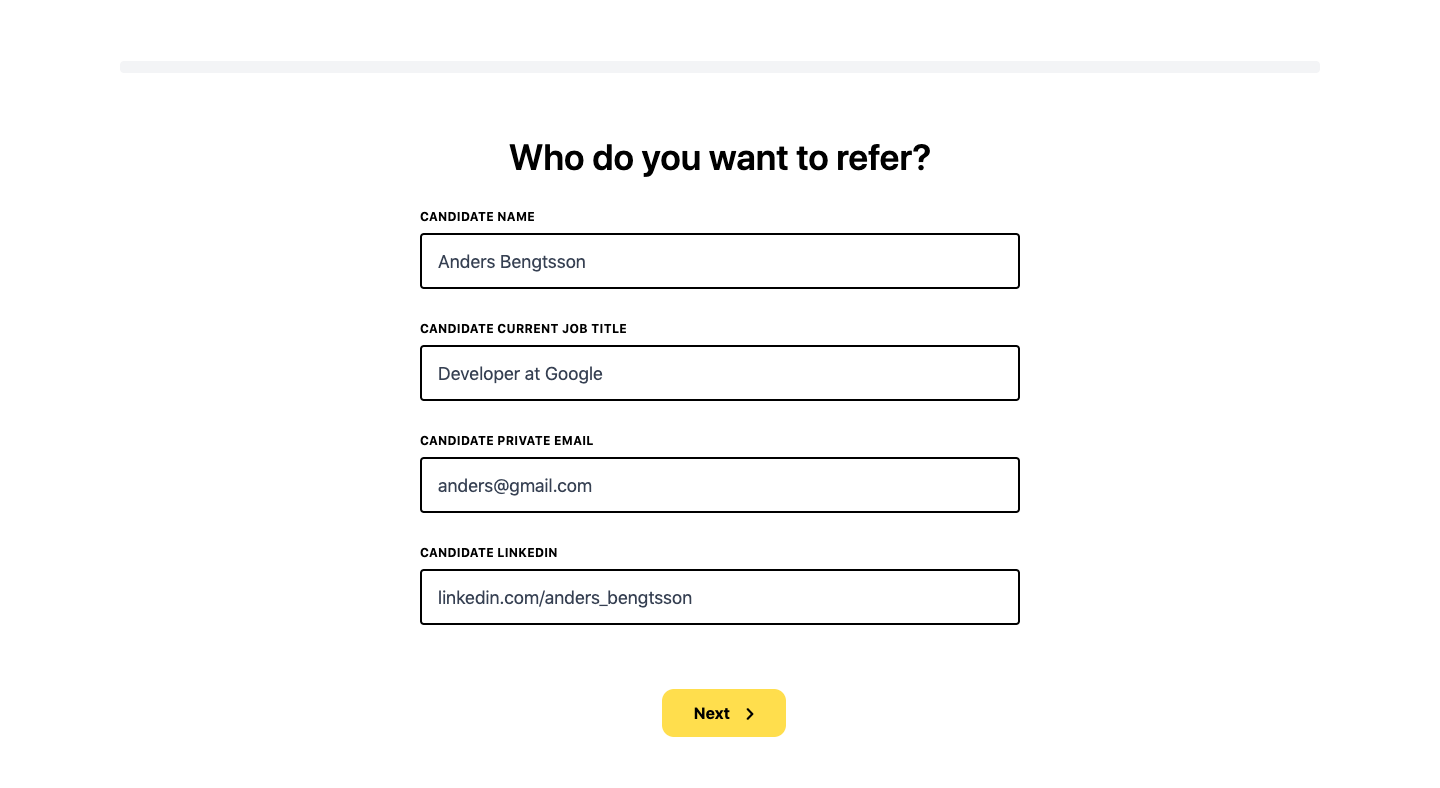 Who do you want to refer?
CANDIDATE NAME
Anders Bengtsson
CANDIDATE CURRENT JOB TITLE
Developer at Google
CANDIDATE PRIVATE EMAIL
anders@gmail.com
CANDIDATE LINKEDIN
linkedin.com/anders_bengtsson
Next